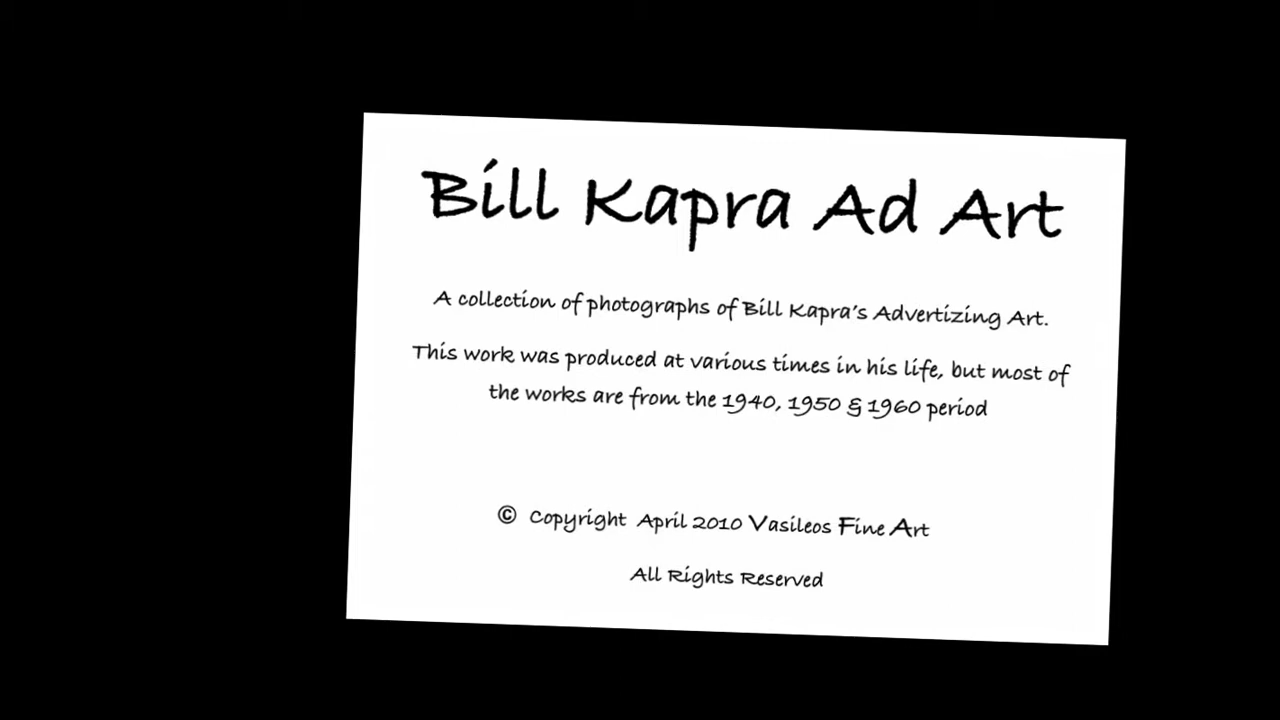 Bill Kapra Ad Art
A collection of photographs of Bill Kapra's Advertizing Art.
This work was produced at various times in his life, but most of
the works are from the 1940, 1950 & 1960 period
© Copyright April 2010 Vasileos Fine Art
All Rights Reserved